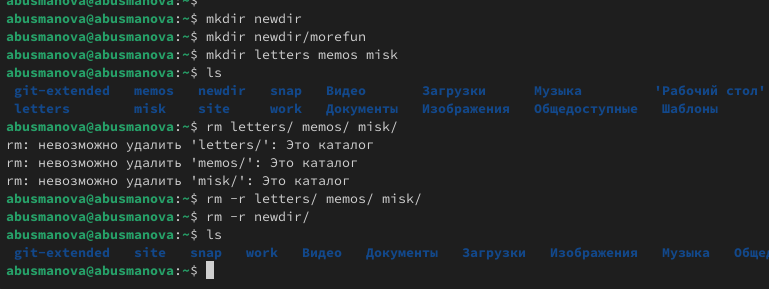 abusmanova@abusmanova:~$
abusmanova@abusmanova:~$ mkdir newdir
abusmanova@abusmanova:~$ mkdir newdir/morefun
abusmanova@abusmanova:~$ mkdir letters memos misk
abusmanova@abusmanova:~$ ls
git-extended memos newdir snap Видео Загрузки Музыка 'Рабочий стол'
letters misk site work Документы Изображения Общедоступные Шаблоны
abusmanova@abusmanova:~$ rm letters/ memos/ misk/
rm: невозможно удалить 'letters/': Это каталог
rm: невозможно удалить 'memos/': Это каталог
rm: невозможно удалить 'misk/': Это каталог
abusmanova@abusmanova:~$ rm -r letters/ memos/ misk/
abusmanova@abusmanova:~$ rm -r newdir/
abusmanova@abusmanova:~$ ls
git-extended site snap work Видео Документы Загрузки Изображения Музыка Общед
abusmanova@abusmanova:~$